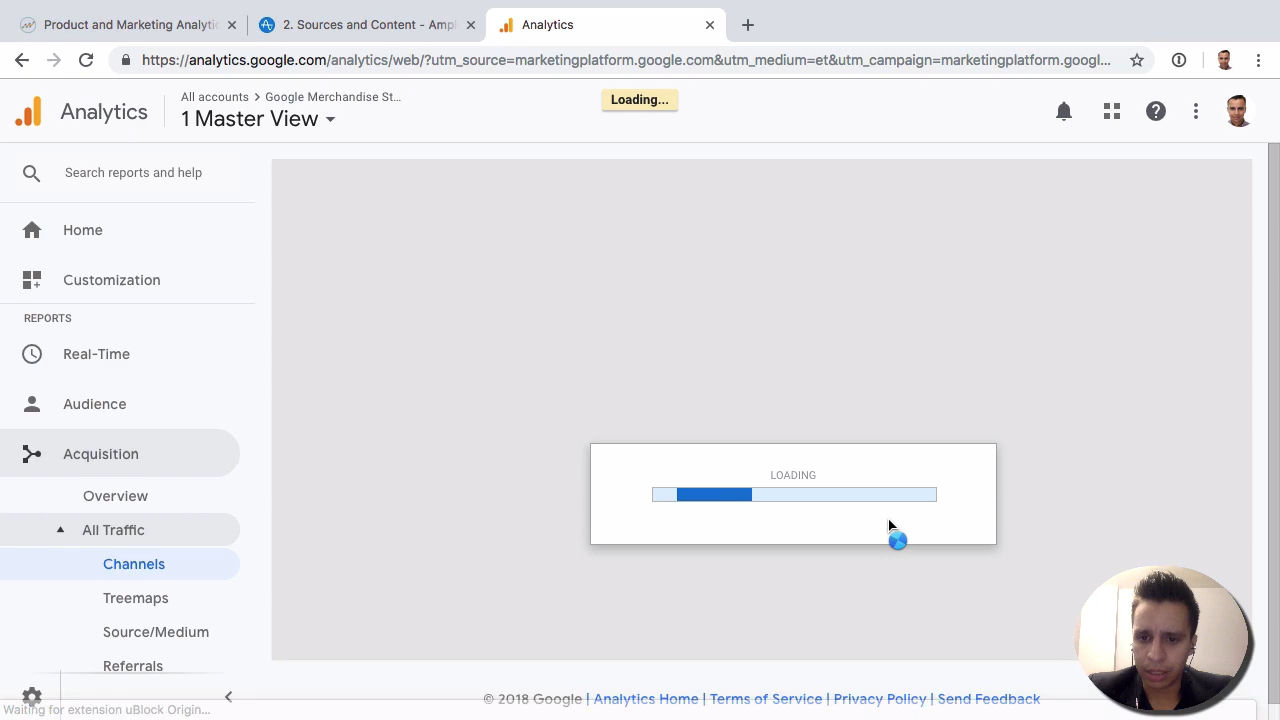 Product and Marketing Analytic
2. Sources and Content - Ampl
Analytics
https://analytics.google.com/analytics/web/?utm_source=marketingplatform.google.com&utm_medium=et&utm_campaign=marketingplatform.googl...
Analytics
All accounts > Google Merchandise St...
1 Master View
Loading...
Search reports and help
Home
Customization
REPORTS
Real-Time
Audience
Acquisition
Overview
All Traffic
Channels
Treemaps
Source/Medium
Referrals
LOADING
© 2018 Google | Analytics Home | Terms of Service | Privacy Policy | Send Feedback
Waiting for extension uBlock Origin...